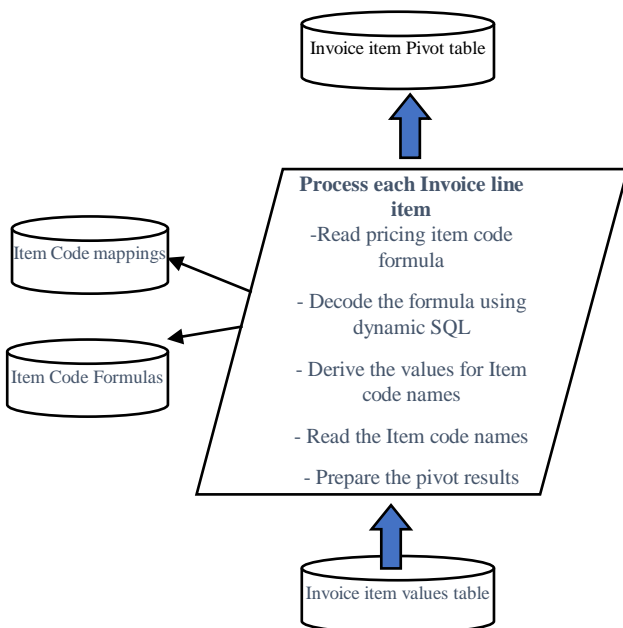 Invoice item Pivot table
Process each Invoice line
item
-Read pricing item code
formula
- Decode the formula using
dynamic SQL
- Derive the values for Item
code names
- Read the Item code names
- Prepare the pivot results
Item Code mappings
Item Code Formulas
Invoice item values table